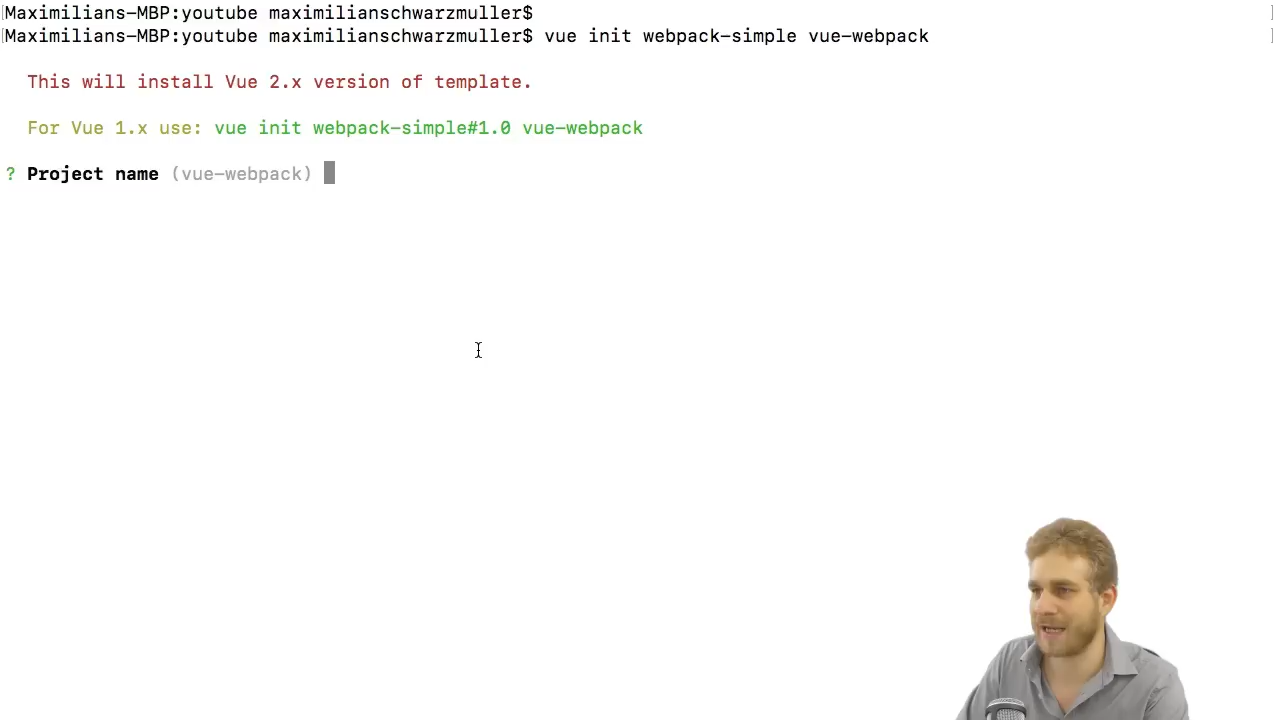 Maximilians-MBP:youtube maximilianschwarzmuller$
Maximilians-MBP:youtube maximilianschwarzmuller$ vue init webpack-simple vue-webpack
This will install Vue 2.x version of template.
For Vue 1.x use: vue init webpack-simple#1.0 vue-webpack
? Project name (vue-webpack)